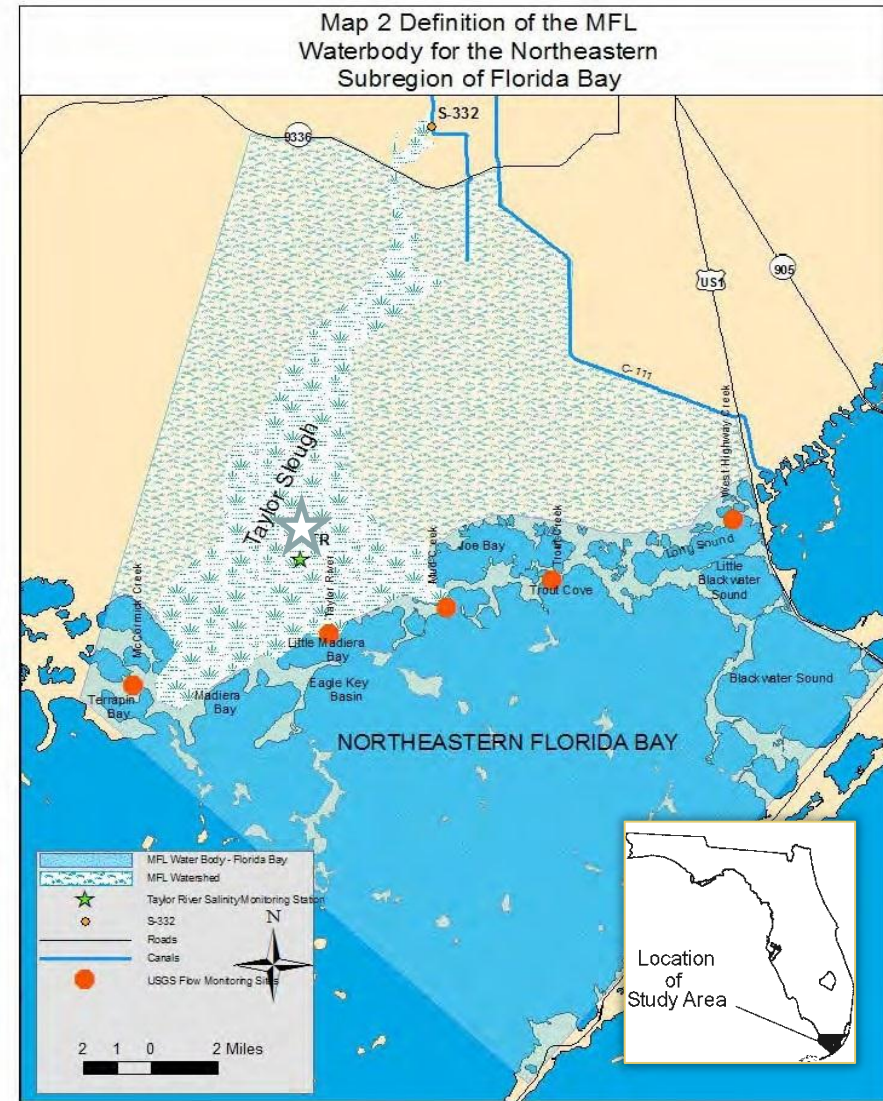 Map 2 Definition of the MFL
Waterbody for the Northeastern
Subregion of Florida Bay
S-332
9336
905
US1
C-111
West Highway Creek
Taylor Slough
TR
Joe Bay
Trout Creek
Long Sound
Mud Creek
Taylor River
Trout Cove
Little
Blackwater
Sound
McCormick Creek
Little Madiera
Bay
Eagle Key
Basin
Madiera
Bay
Terrapin
Bay
Blackwater Sound
NORTHEASTERN FLORIDA BAY
MFL Water Body - Florida Bay
MFL Watershed
Taylor River Salinity Monitoring Station
S-332
N
Roads
Canals
USGS Flow Monitoring Sites
2 1 0 2 Miles
Location
of
Study Area